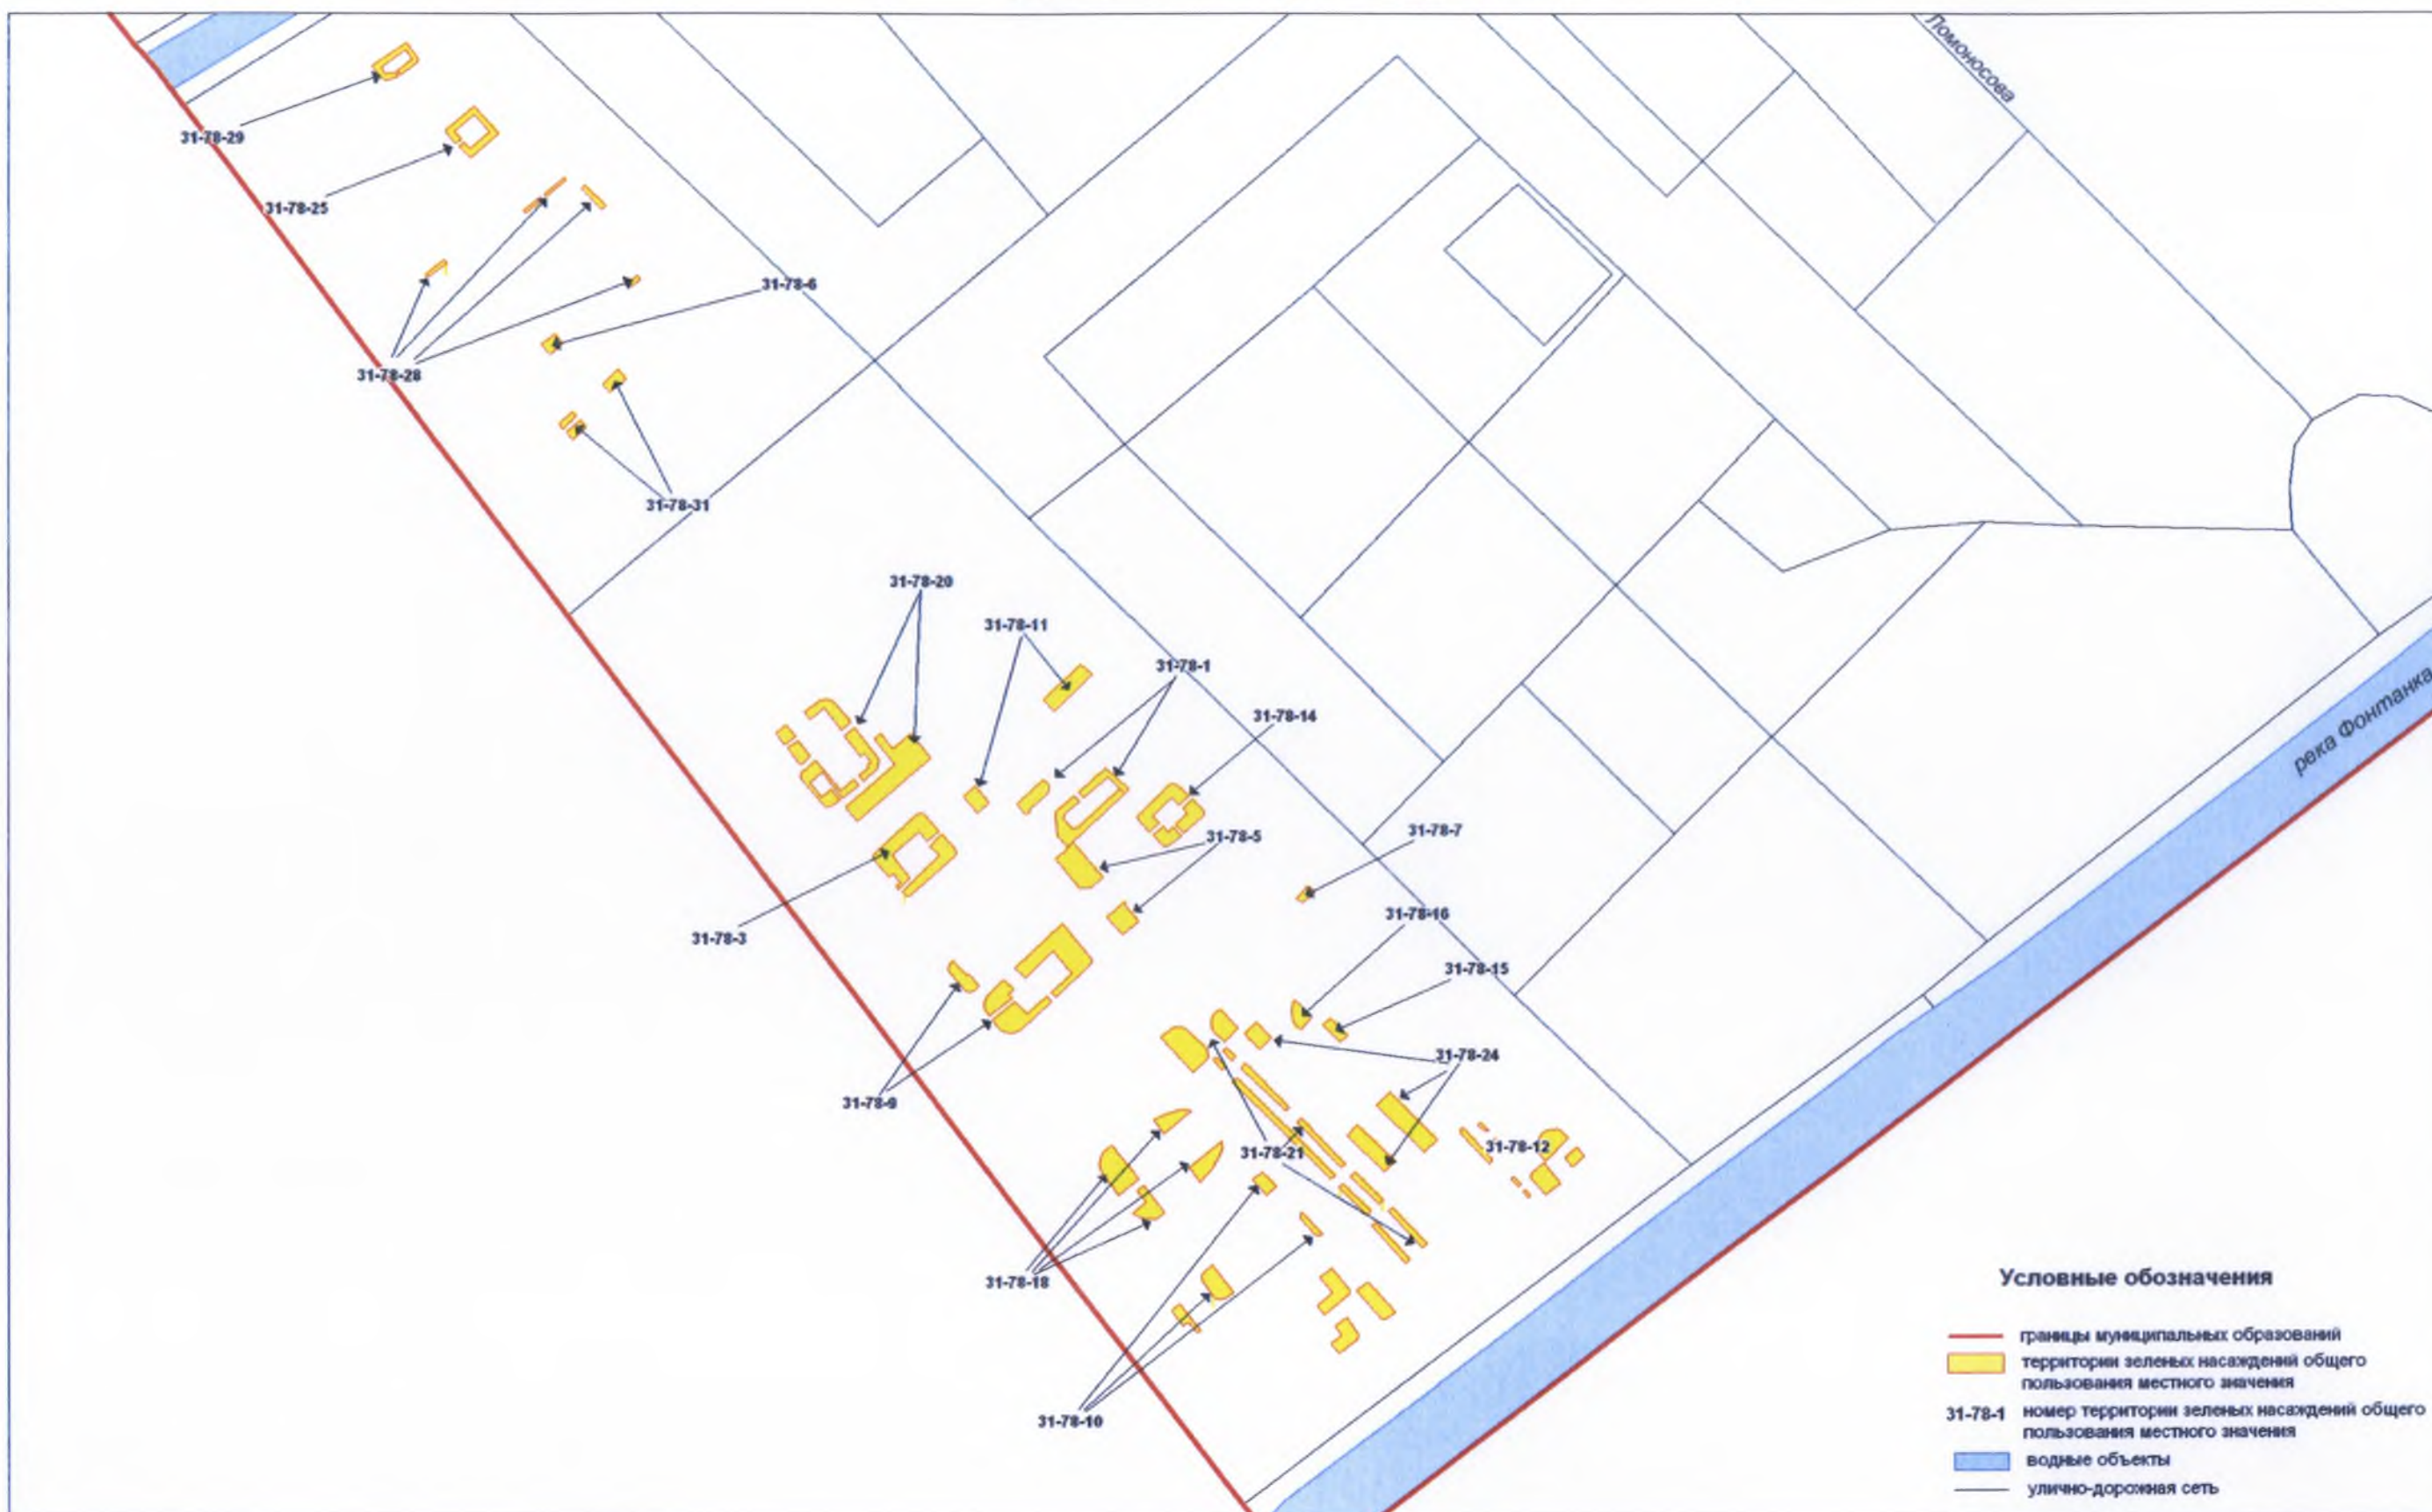 Ломоносова
31-78-29
31-78-25
31-78-6
31-78-28
31-78-31
31-78-20
31-78-11
31-78-1
31-78-14
река Фонтанка
31-78-5
31-78-7
31-78-16
31-78-3
31-78-15
31-78-24
31-78-9
31-78-12
31-78-21
31-78-18
31-78-10
Условные обозначения
границы муниципальных образований
территории зеленых насаждений общего
пользования местного значения
31-78-1 номер территории зеленых насаждений общего
пользования местного значения
водные объекты
улично-дорожная сеть